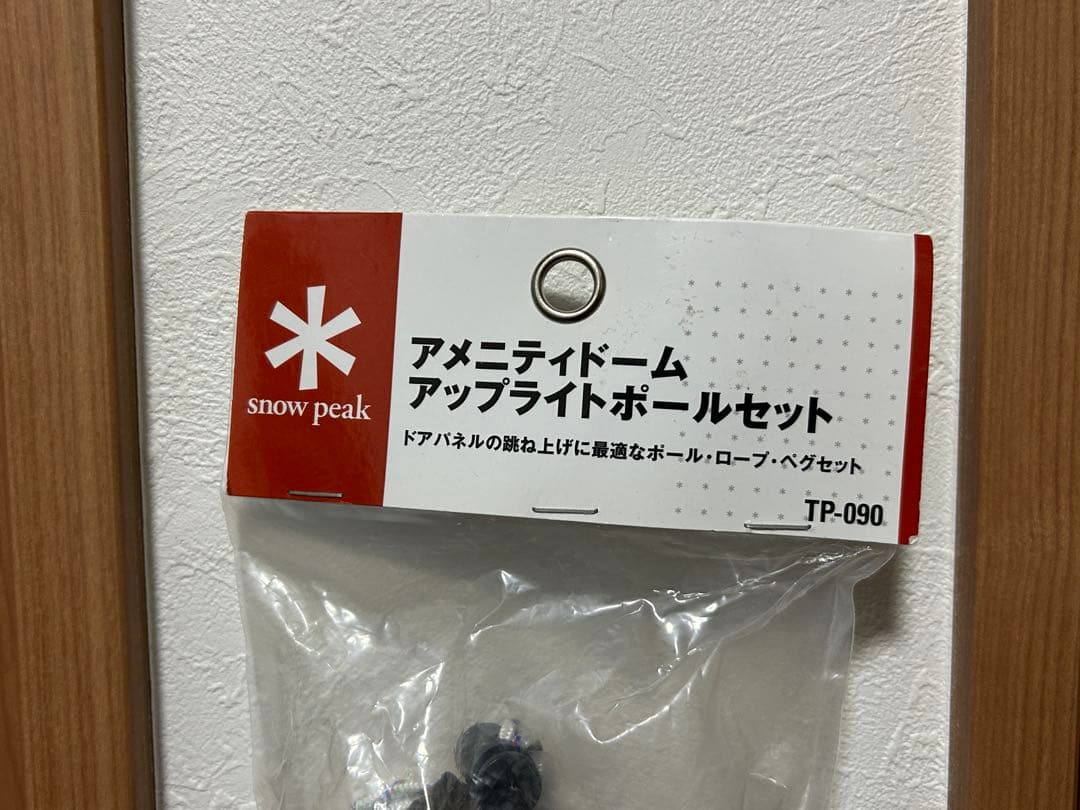 snow peak
アメニティドーム
アップライトポールセット
ドアパネルの跳ね上げに最適なポール・ロープ・ペグセット
TP-090